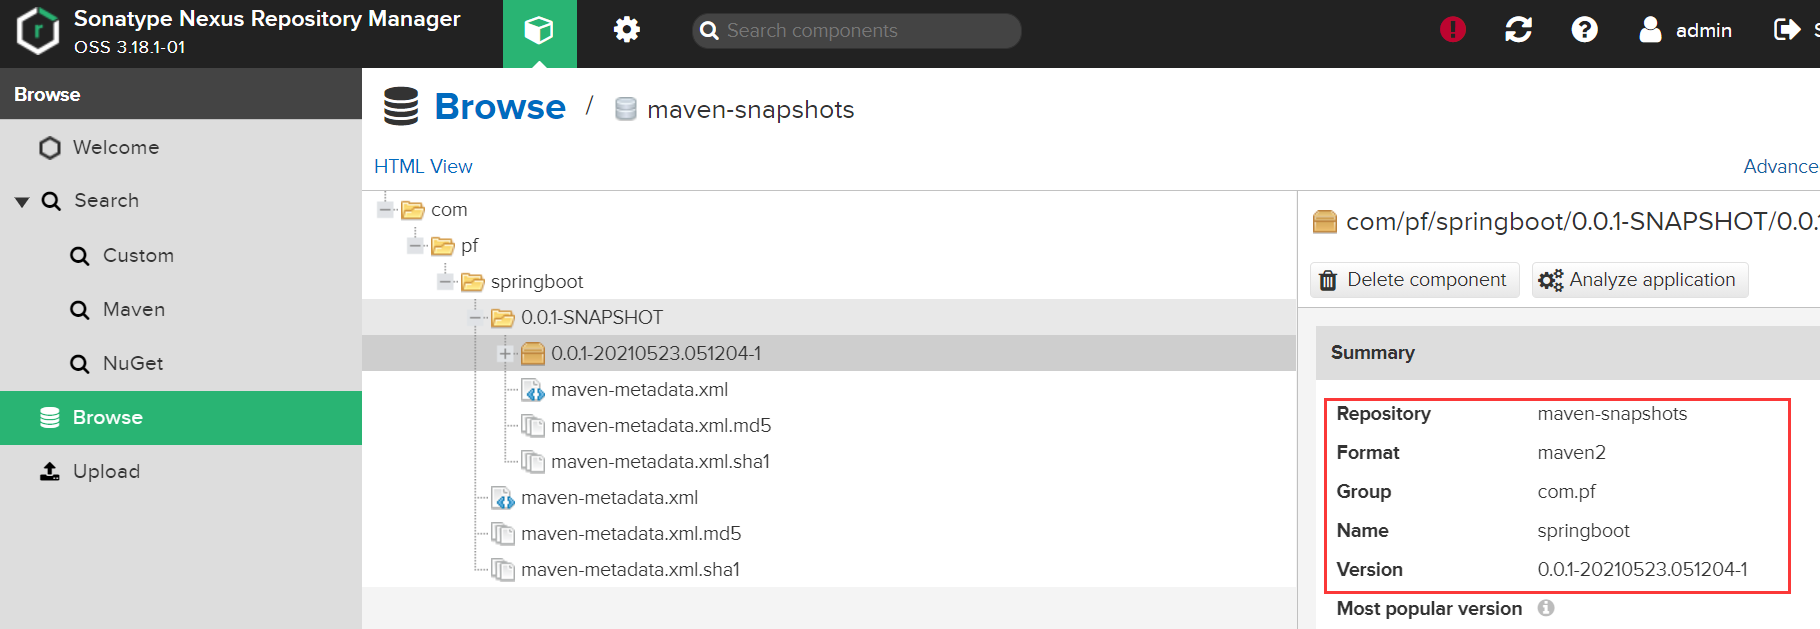 Sonatype Nexus Repository Manager
OSS 3.18.1-01
Search components
admin
S
Browse
Welcome
Search
Custom
Maven
NuGet
Browse
Upload
Browse / maven-snapshots
HTML View
Advance
com
pf
springboot
0.0.1-SNAPSHOT
0.0.1-20210523.051204-1
maven-metadata.xml
maven-metadata.xml.md5
maven-metadata.xml.sha1
maven-metadata.xml
maven-metadata.xml.md5
maven-metadata.xml.sha1
com/pf/springboot/0.0.1-SNAPSHOT/0.0.
Delete component
Analyze application
Summary
Repository maven-snapshots
Format maven2
Group com.pf
Name springboot
Version 0.0.1-20210523.051204-1
Most popular version